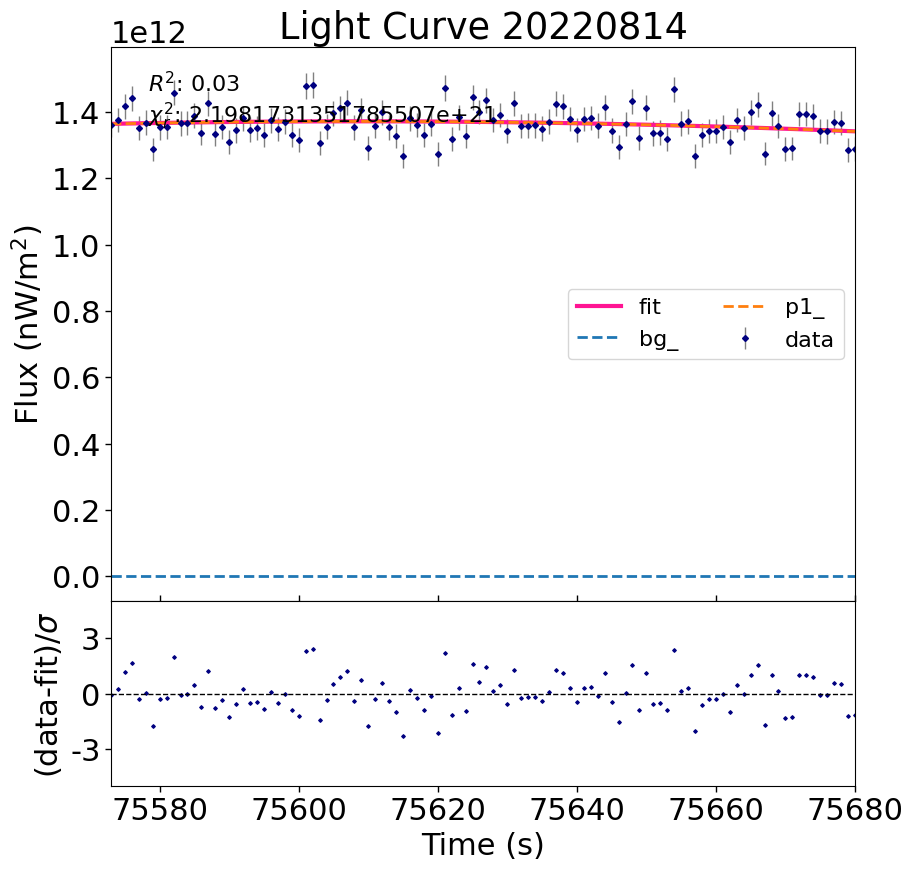 Light Curve 20220814
1e12
R²: 0.03
χ²: 2.1981731351785507e+21
Flux (nW/m²)
1.4
1.2
1.0
0.8
0.6
0.4
0.2
0.0
fit
bg_
p1_
data
(data-fit)/σ
3
0
-3
75580 75600 75620 75640 75660 75680
Time (s)